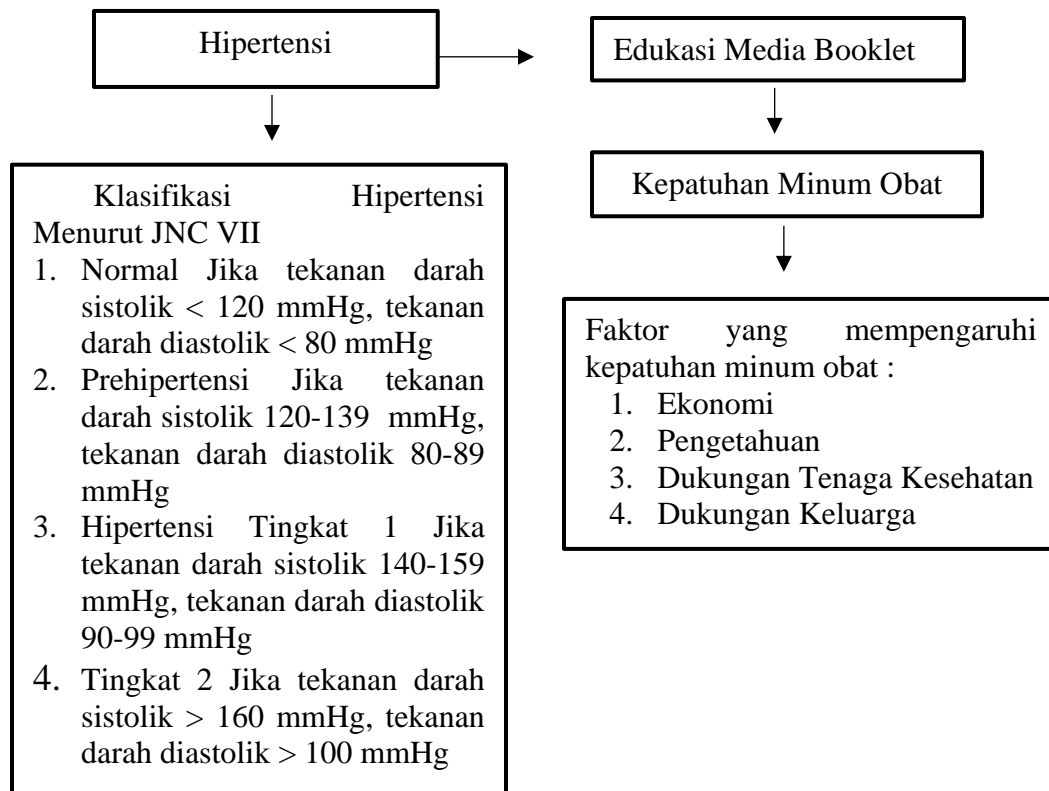 Hipertensi
Edukasi Media Booklet
Kepatuhan Minum Obat
Klasifikasi Hipertensi
Menurut JNC VII
1. Normal Jika tekanan darah
sistolik < 120 mmHg, tekanan
darah diastolik < 80 mmHg
2. Prehipertensi Jika tekanan
darah sistolik 120-139 mmHg,
tekanan darah diastolik 80-89
mmHg
3. Hipertensi Tingkat 1 Jika
tekanan darah sistolik 140-159
mmHg, tekanan darah diastolik
90-99 mmHg
4. Tingkat 2 Jika tekanan darah
sistolik > 160 mmHg, tekanan
darah diastolik > 100 mmHg
Faktor yang mempengaruhi
kepatuhan minum obat :
1. Ekonomi
2. Pengetahuan
3. Dukungan Tenaga Kesehatan
4. Dukungan Keluarga